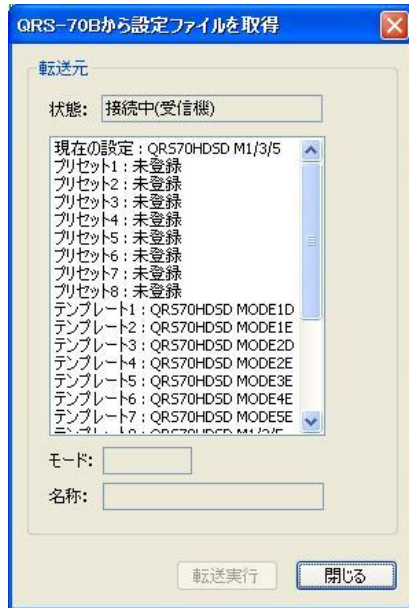 QRS-70Bから設定ファイルを取得
転送元
状態: 接続中(受信機)
現在の設定:QRS70HDSD M1/3/5
プリセット1:未登録
プリセット2:未登録
プリセット3:未登録
プリセット4:未登録
プリセット5:未登録
プリセット6:未登録
プリセット7:未登録
プリセット8:未登録
テンプレート1:QRS70HDSD MODE1D
テンプレート2:QRS70HDSD MODE1E
テンプレート3:QRS70HDSD MODE2D
テンプレート4:QRS70HDSD MODE2E
テンプレート5:QRS70HDSD MODE3E
テンプレート6:QRS70HDSD MODE4E
テンプレート7:QRS70HDSD MODE5E
モード:
名称:
転送実行
閉じる